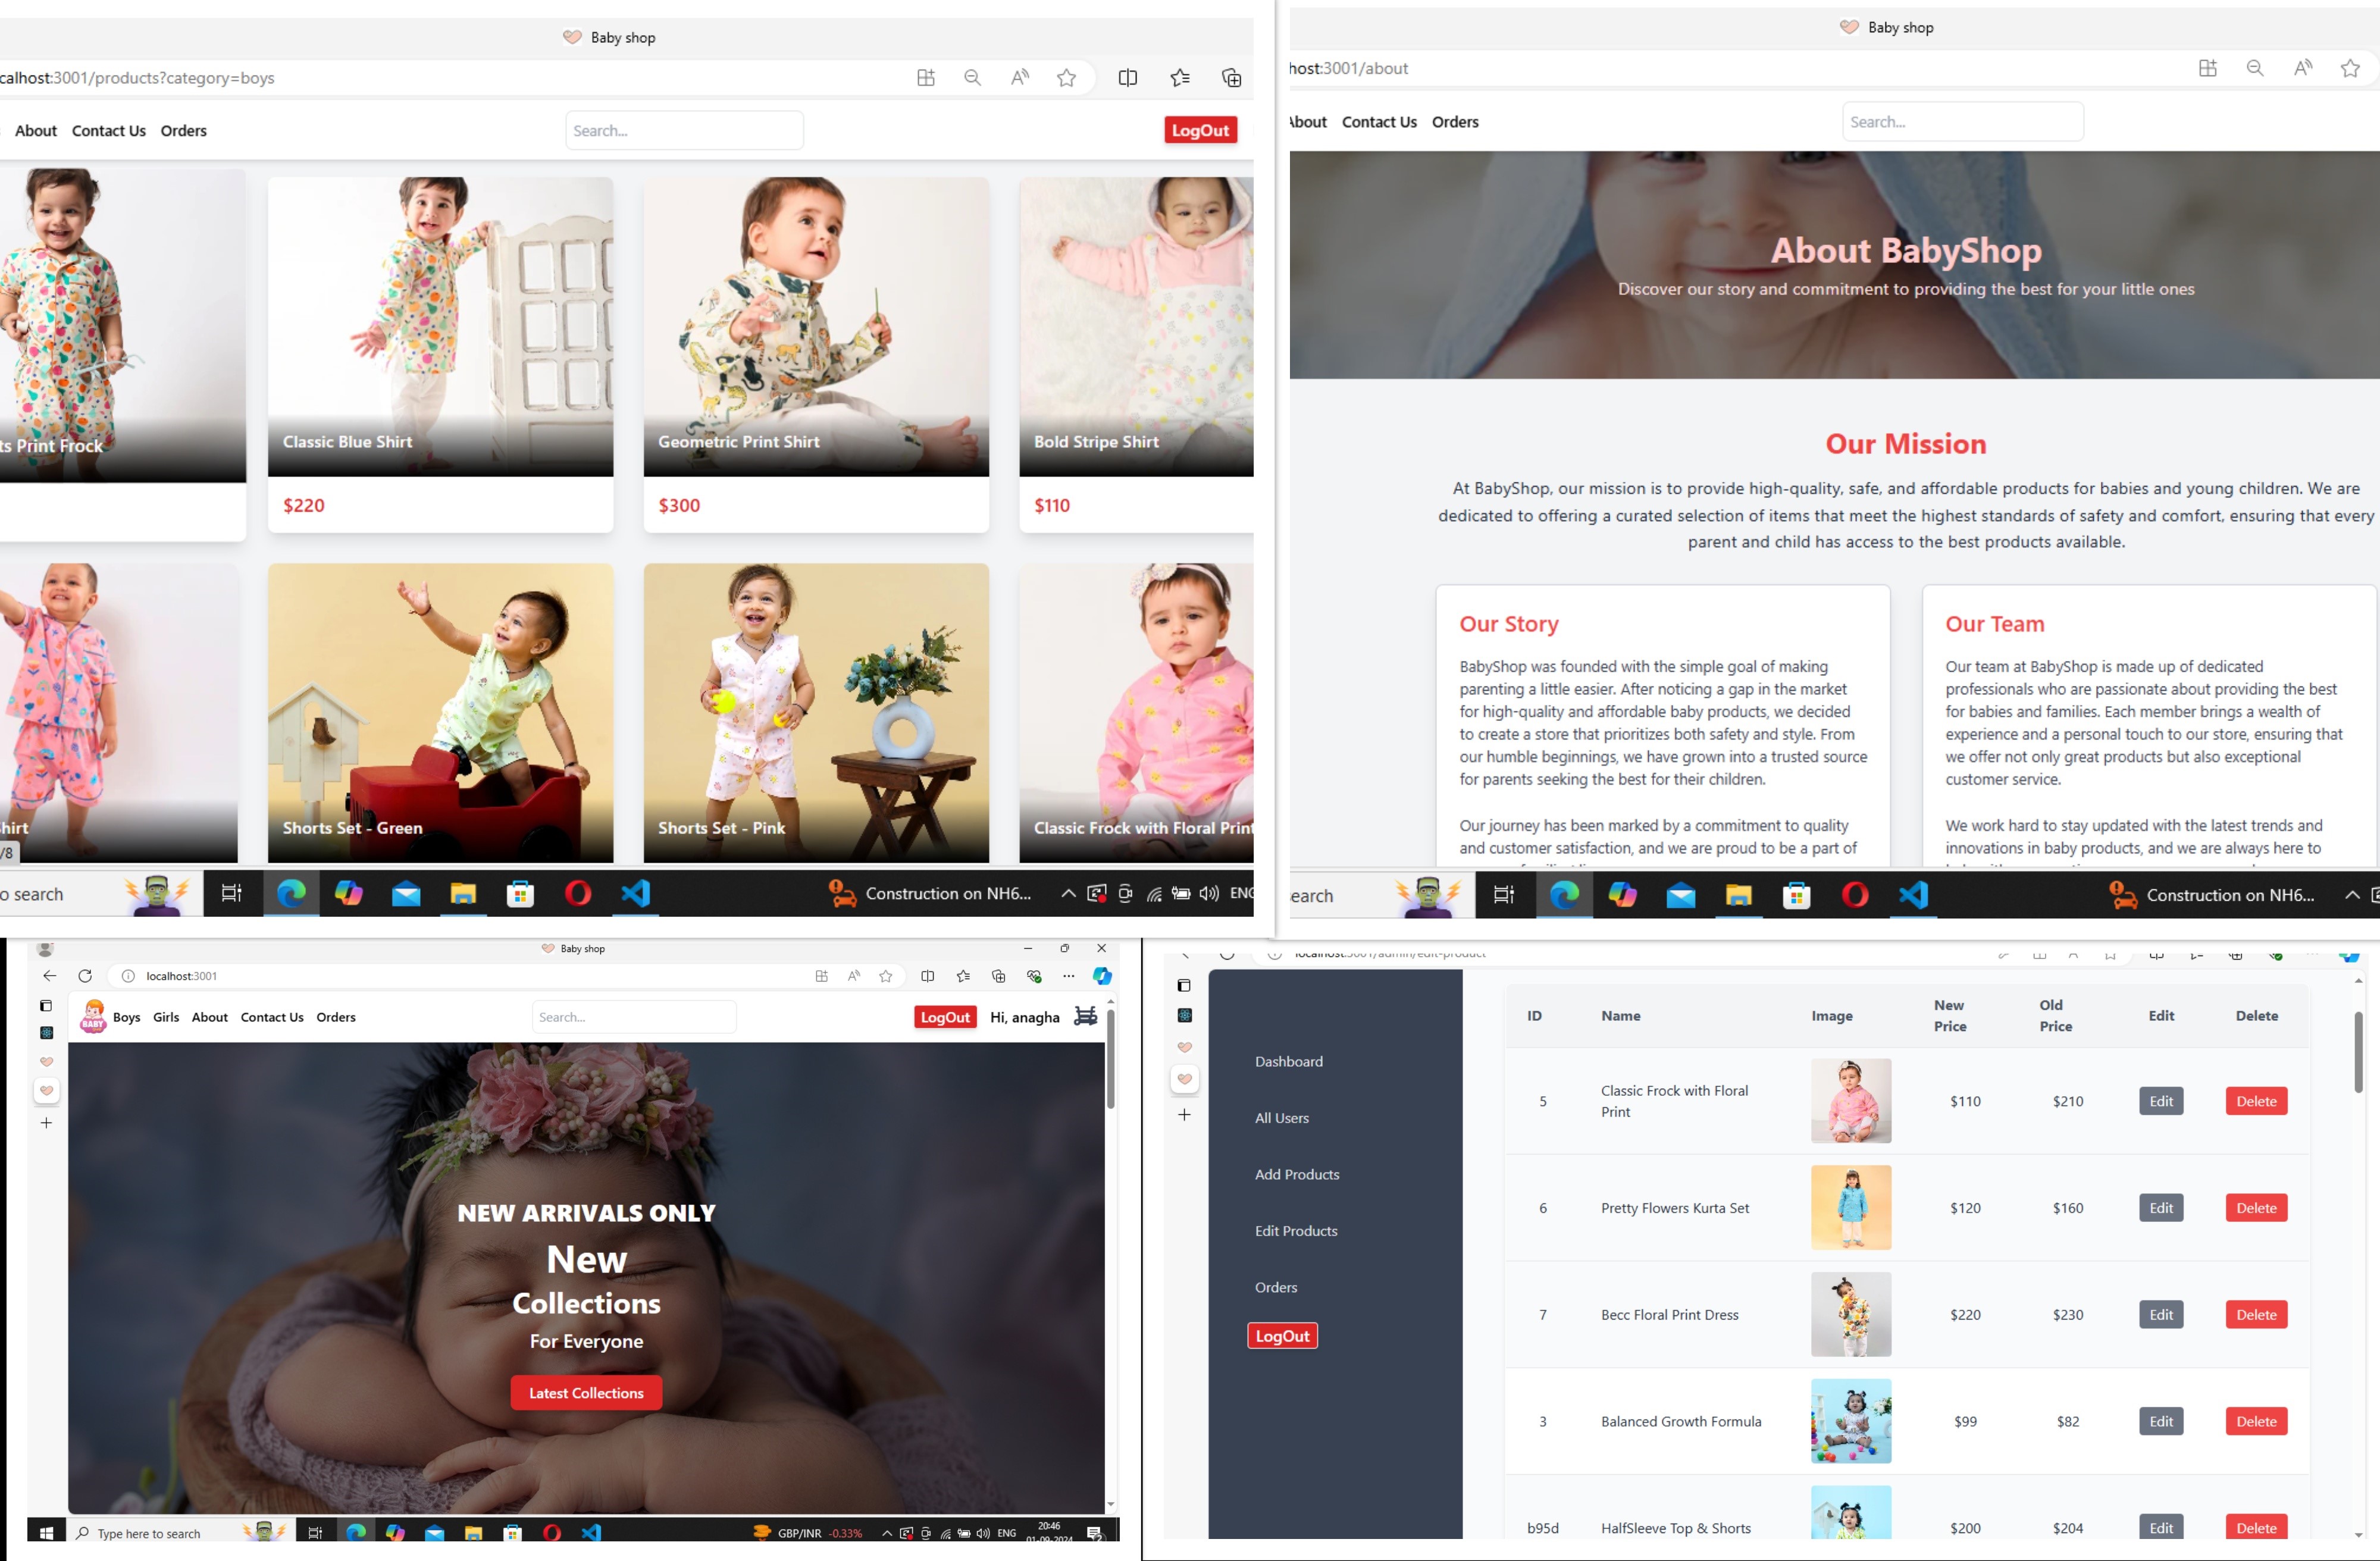 Baby shop
calhost:3001/products?category=boys
About Contact Us Orders
Search...
LogOut
ts Print Frock
Classic Blue Shirt
Geometric Print Shirt
Bold Stripe Shirt
$220
$300
$110
hirt
Shorts Set - Green
Shorts Set - Pink
Classic Frock with Floral Print
/8
o search
Construction on NH6...
ENG
Baby shop
host:3001/about
About Contact Us Orders
Search...
About BabyShop
Discover our story and commitment to providing the best for your little ones
Our Mission
At BabyShop, our mission is to provide high-quality, safe, and affordable products for babies and young children. We are
dedicated to offering a curated selection of items that meet the highest standards of safety and comfort, ensuring that every
parent and child has access to the best products available.
Our Story
BabyShop was founded with the simple goal of making
parenting a little easier. After noticing a gap in the market
for high-quality and affordable baby products, we decided
to create a store that prioritizes both safety and style. From
our humble beginnings, we have grown into a trusted source
for parents seeking the best for their children.
Our journey has been marked by a commitment to quality
and customer satisfaction, and we are proud to be a part of
Our Team
Our team at BabyShop is made up of dedicated
professionals who are passionate about providing the best
for babies and families. Each member brings a wealth of
experience and a personal touch to our store, ensuring that
we offer not only great products but also exceptional
customer service.
We work hard to stay updated with the latest trends and
innovations in baby products, and we are always here to
earch
Construction on NH6...
Baby shop
localhost:3001
BABY
Boys Girls About Contact Us Orders
Search...
LogOut
Hi, anagha
NEW ARRIVALS ONLY
New
Collections
For Everyone
Latest Collections
Type here to search
GBP/INR -0.33%
ENG
20:46
01-09-2024
localhost:3001/admin/edit-product
Dashboard
All Users
Add Products
Edit Products
Orders
LogOut
ID Name Image New Price Old Price Edit Delete
5 Classic Frock with Floral Print $110 $210 Edit Delete
6 Pretty Flowers Kurta Set $120 $160 Edit Delete
7 Becc Floral Print Dress $220 $230 Edit Delete
3 Balanced Growth Formula $99 $82 Edit Delete
b95d HalfSleeve Top & Shorts $200 $204 Edit Delete